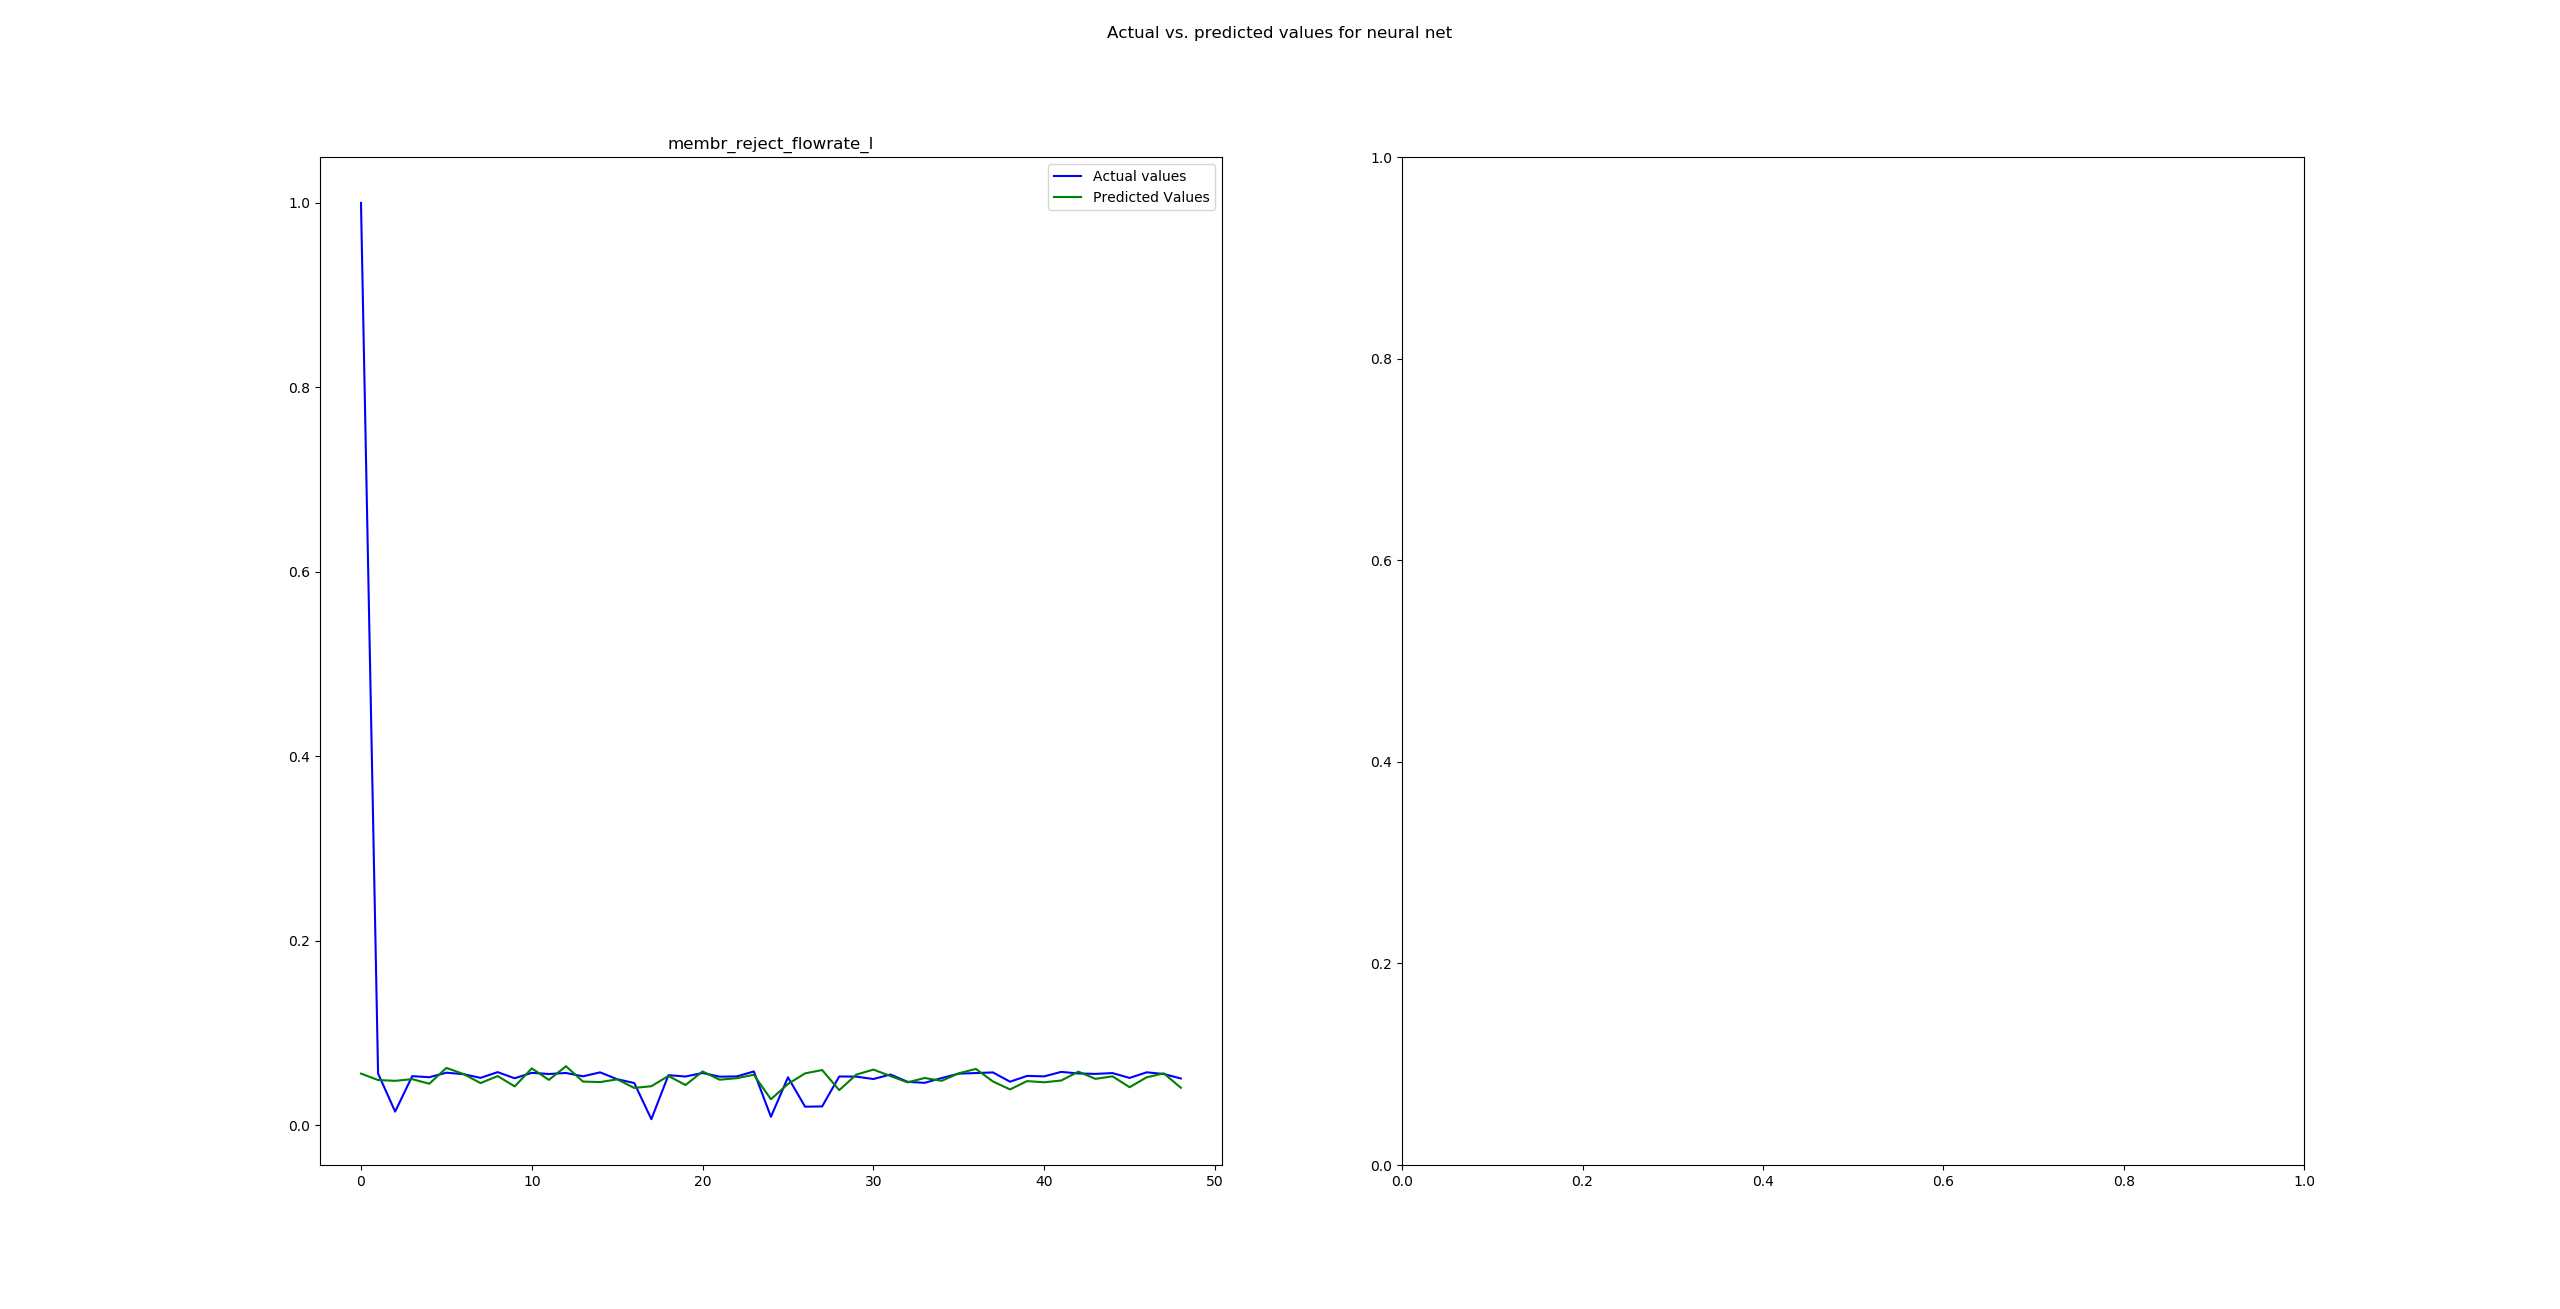 Actual vs. predicted values for neural net
membr_reject_flowrate_l
Actual values
Predicted Values
1.0
0.8
0.6
0.4
0.2
0.0
0 10 20 30 40 50
1.0
0.8
0.6
0.4
0.2
0.0
0.0 0.2 0.4 0.6 0.8 1.0